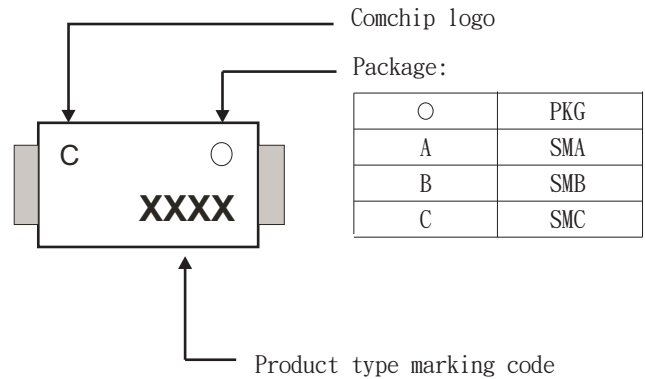 Comchip logo
Package:
○ PKG
A SMA
B SMB
C SMC
C ○
XXXX
Product type marking code